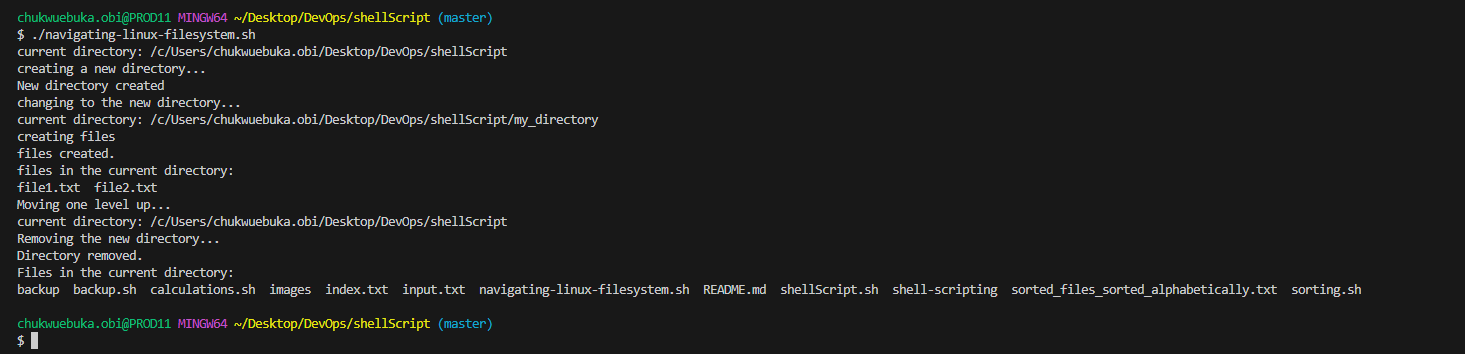 chukwuebuka.obi@PROD11 MINGW64 ~/Desktop/DevOps/shellScript (master)
$ ./navigating-linux-filesystem.sh
current directory: /c/Users/chukwuebuka.obi/Desktop/DevOps/shellScript
creating a new directory...
New directory created
changing to the new directory...
current directory: /c/Users/chukwuebuka.obi/Desktop/DevOps/shellScript/my_directory
creating files
files created.
files in the current directory:
file1.txt  file2.txt
Moving one level up...
current directory: /c/Users/chukwuebuka.obi/Desktop/DevOps/shellScript
Removing the new directory...
Directory removed.
Files in the current directory:
backup  backup.sh  calculations.sh  images  index.txt  input.txt  navigating-linux-filesystem.sh  README.md  shellScript.sh  shell-scripting  sorted_files_sorted_alphabetically.txt  sorting.sh
chukwuebuka.obi@PROD11 MINGW64 ~/Desktop/DevOps/shellScript (master)
$